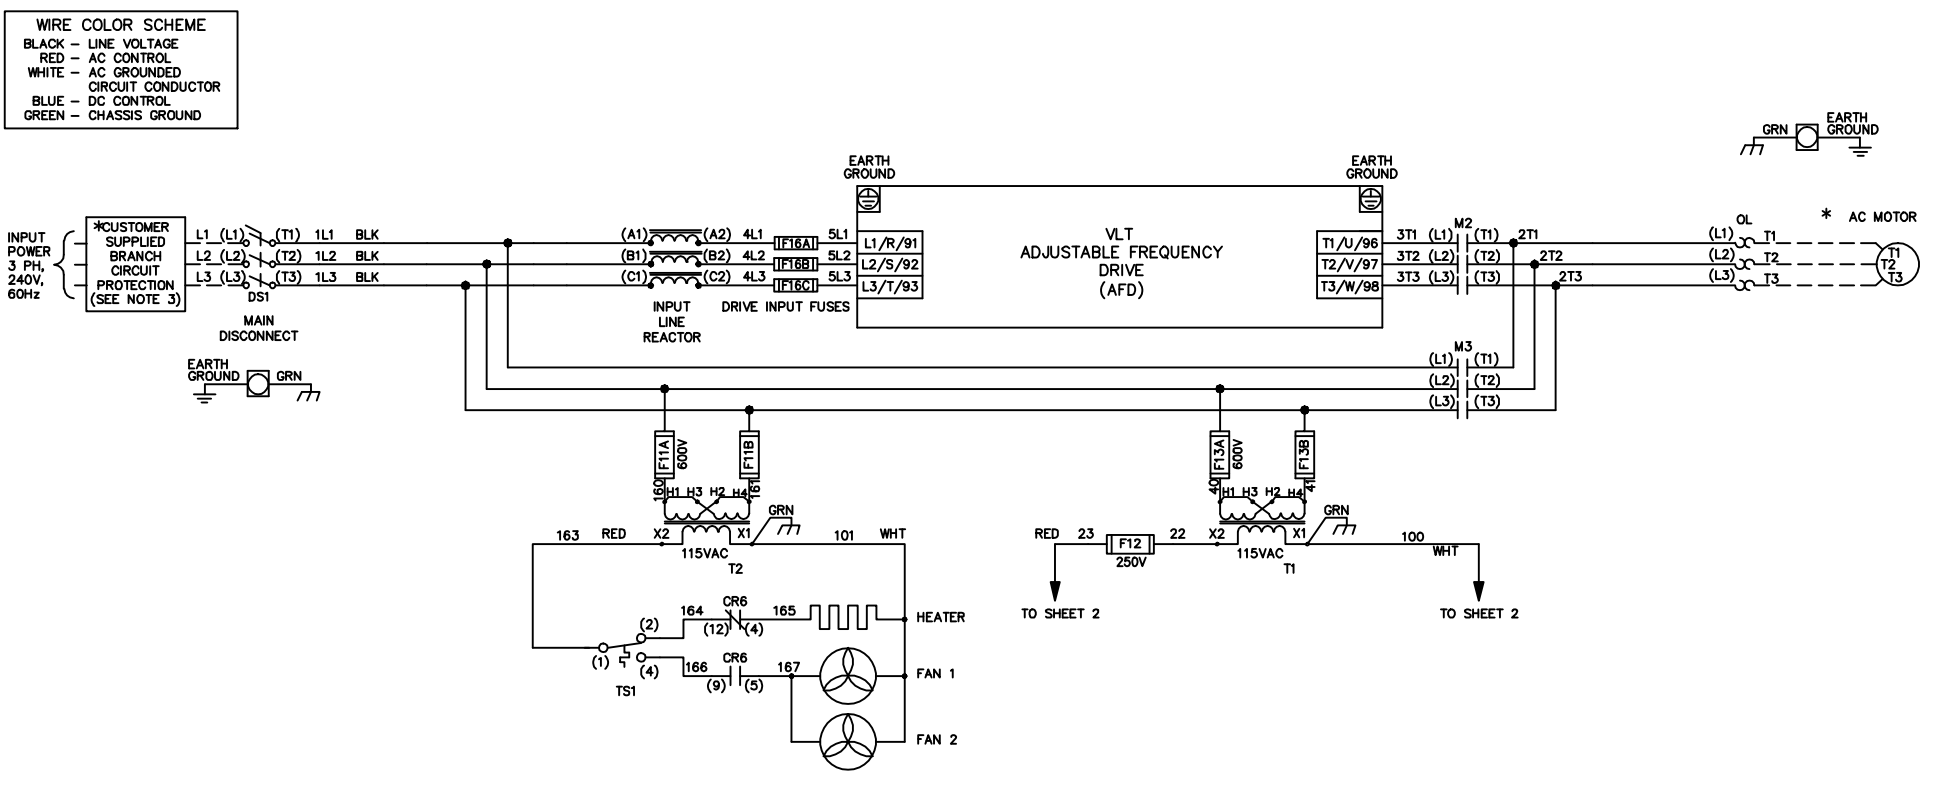 WIRE COLOR SCHEME
BLACK – LINE VOLTAGE
RED – AC CONTROL
WHITE – AC GROUNDED
CIRCUIT CONDUCTOR
BLUE – DC CONTROL
GREEN – CHASSIS GROUND
GRN
EARTH
GROUND
EARTH
GROUND
EARTH
GROUND
INPUT
POWER
3 PH,
240V,
60Hz
*CUSTOMER
SUPPLIED
BRANCH
CIRCUIT
PROTECTION
(SEE NOTE 3)
L1 (L1) (T1) 1L1 BLK
L2 (L2) (T2) 1L2 BLK
L3 (L3) (T3) 1L3 BLK
DS1
MAIN
DISCONNECT
EARTH
GROUND
GRN
(A1) (A2) 4L1 F16A 5L1 L1/R/91
(B1) (B2) 4L2 F16B 5L2 L2/S/92
(C1) (C2) 4L3 F16C 5L3 L3/T/93
INPUT
LINE
REACTOR
DRIVE INPUT FUSES
VLT
ADJUSTABLE FREQUENCY
DRIVE
(AFD)
M2
T1/U/96 3T1 (L1) (T1) 2T1
T2/V/97 3T2 (L2) (T2) 2T2
T3/W/98 3T3 (L3) (T3) 2T3
OL
(L1) T1
(L2) T2
(L3) T3
* AC MOTOR
T1
T2
T3
M3
(L1) (T1)
(L2) (T2)
(L3) (T3)
F11A
600V
F11B
160
161
H1 H3 H2 H4
GRN
163 RED X2 X1 101 WHT
115VAC
T2
F13A
600V
F13B
40
41
H1 H3 H2 H4
GRN
RED 23 F12 22 X2 X1 100
WHT
250V
115VAC
T1
TO SHEET 2
TO SHEET 2
(1)
(2)
(4)
TS1
164 CR6 165
(12) (4)
HEATER
166 CR6 167
(9) (5)
FAN 1
FAN 2